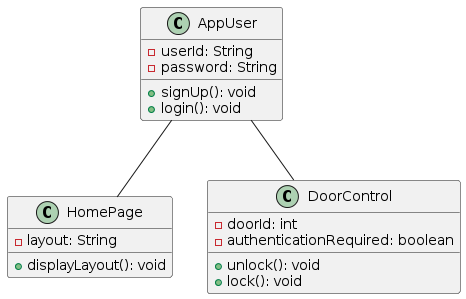 C AppUser
userId: String
password: String
signUp(): void
login(): void
C HomePage
layout: String
displayLayout(): void
C DoorControl
doorId: int
authenticationRequired: boolean
unlock(): void
lock(): void